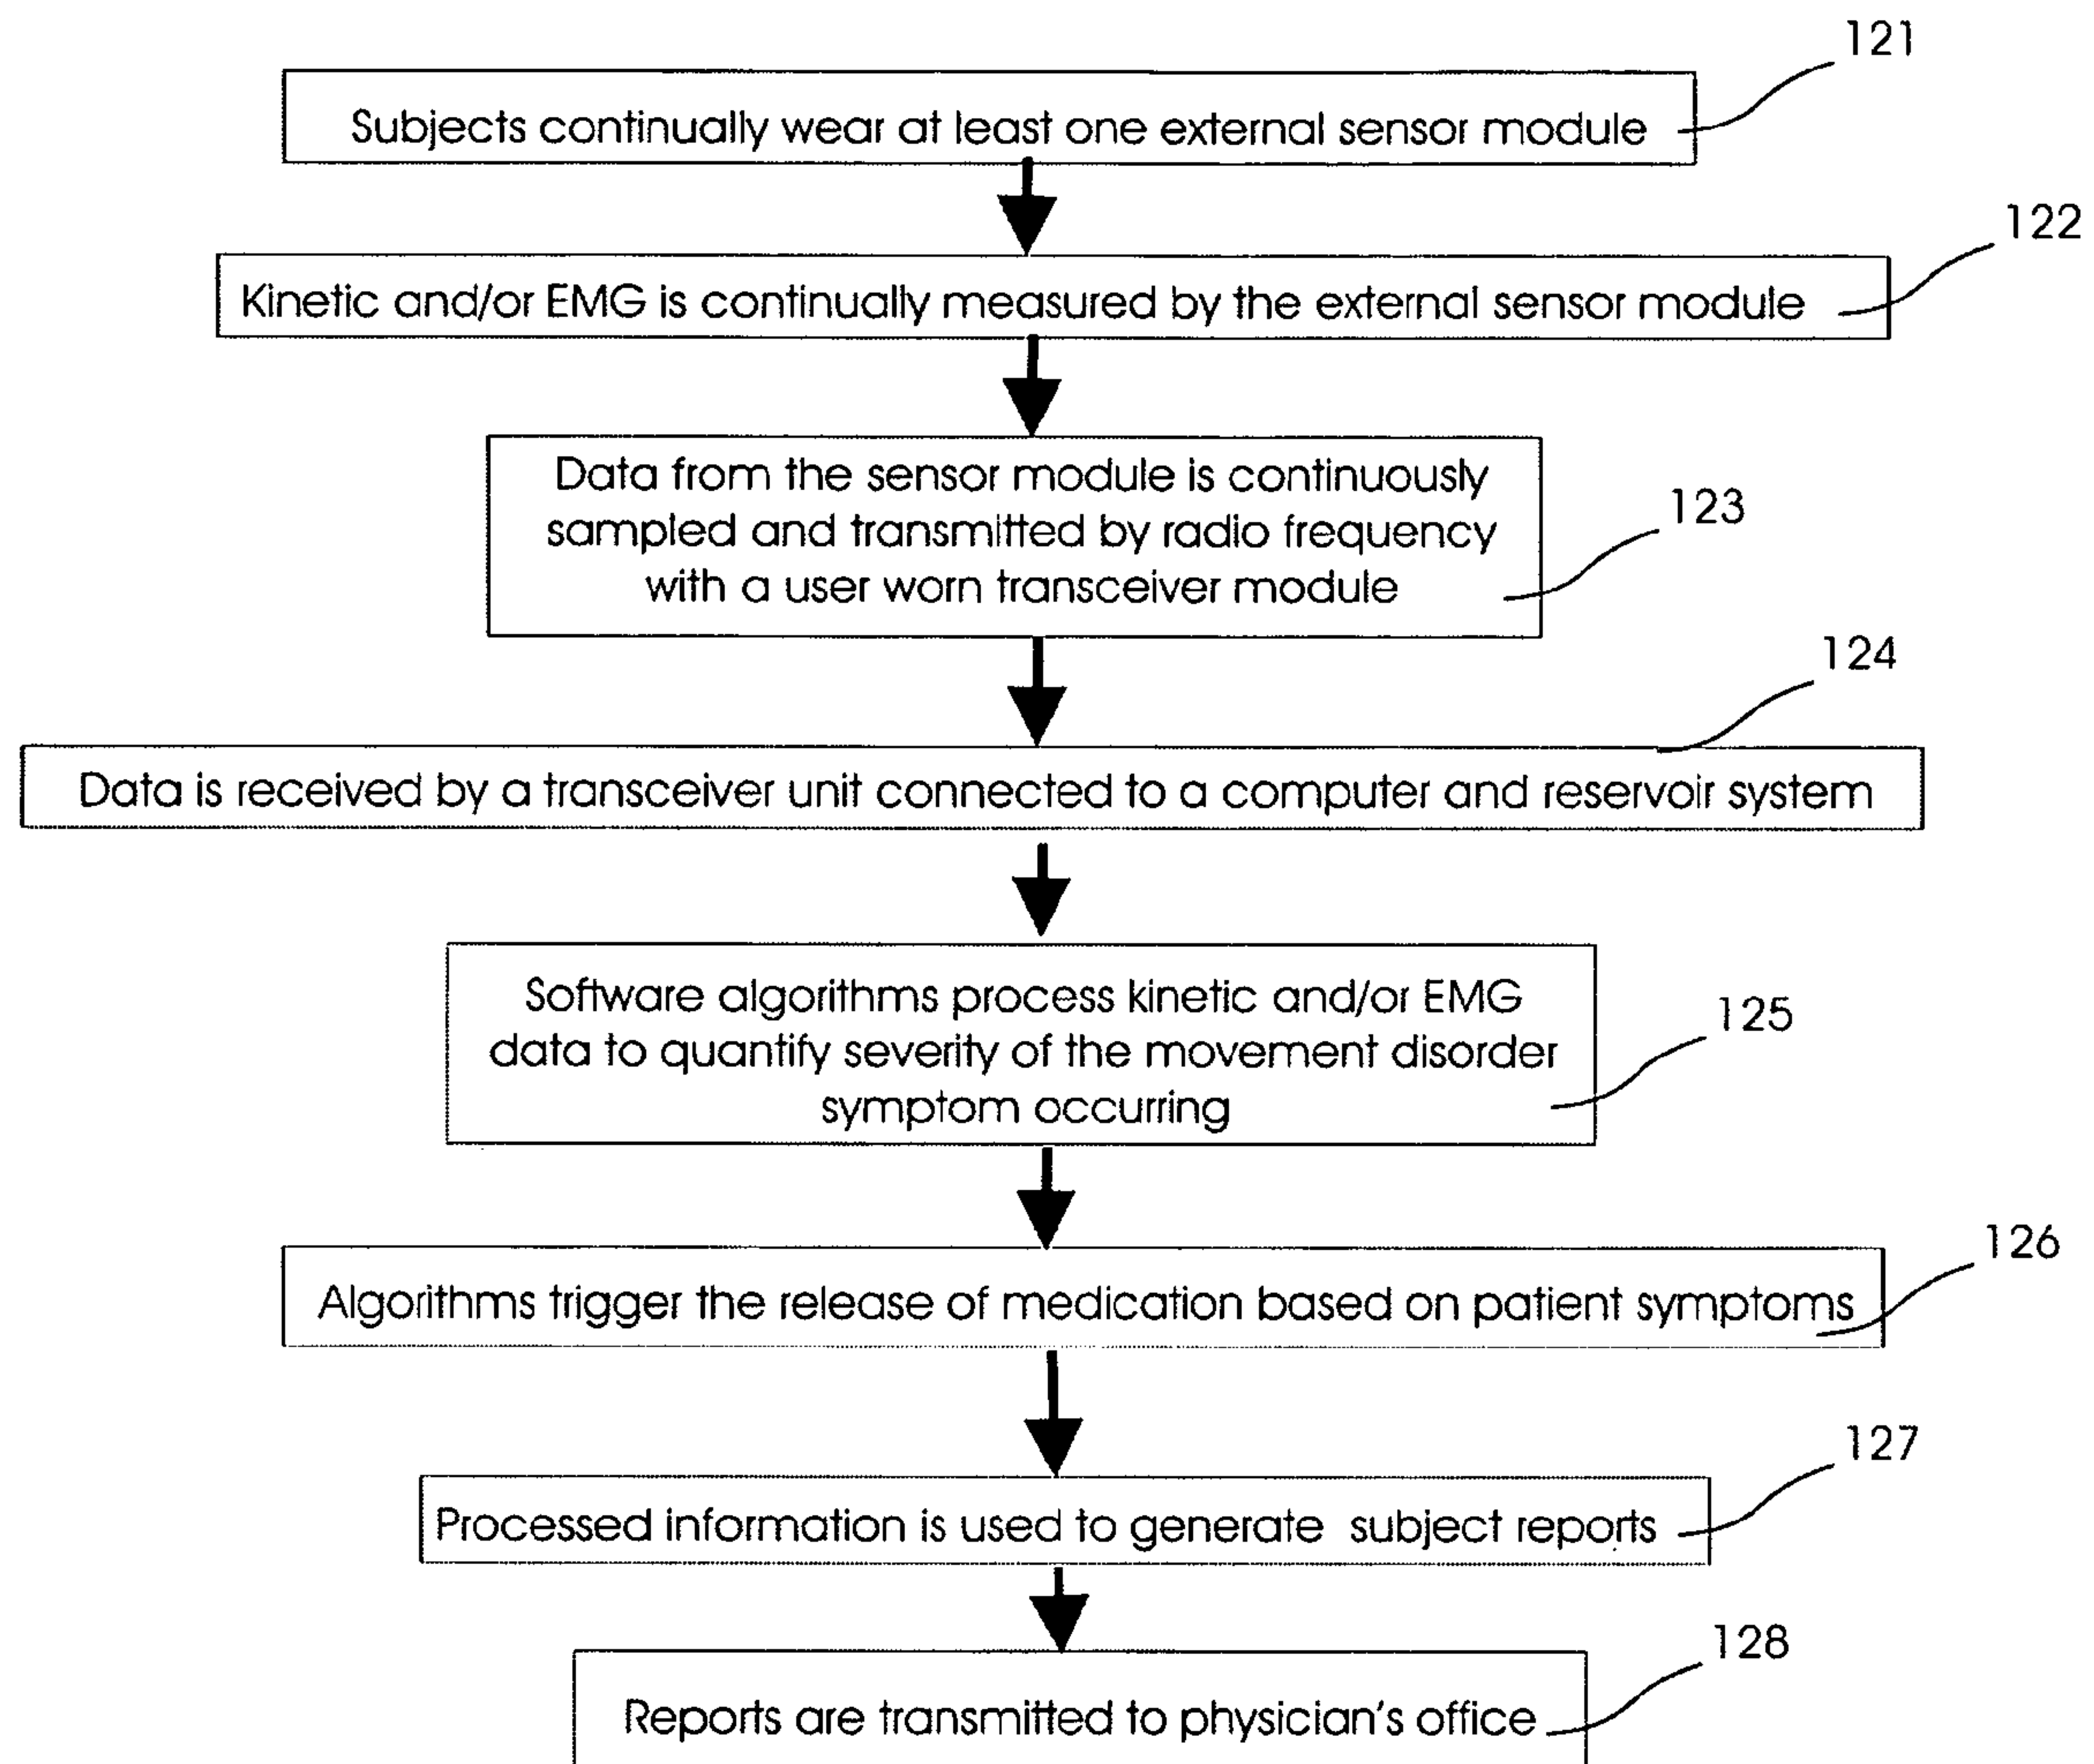 121
Subjects continually wear at least one external sensor module
122
Kinetic and/or EMG is continually measured by the external sensor module
Data from the sensor module is continuously
sampled and transmitted by radio frequency
with a user worn transceiver module
123
124
Data is received by a transceiver unit connected to a computer and reservoir system
Software algorithms process kinetic and/or EMG
data to quantify severity of the movement disorder
symptom occurring
125
126
Algorithms trigger the release of medication based on patient symptoms
127
Processed information is used to generate subject reports
128
Reports are transmitted to physician's office